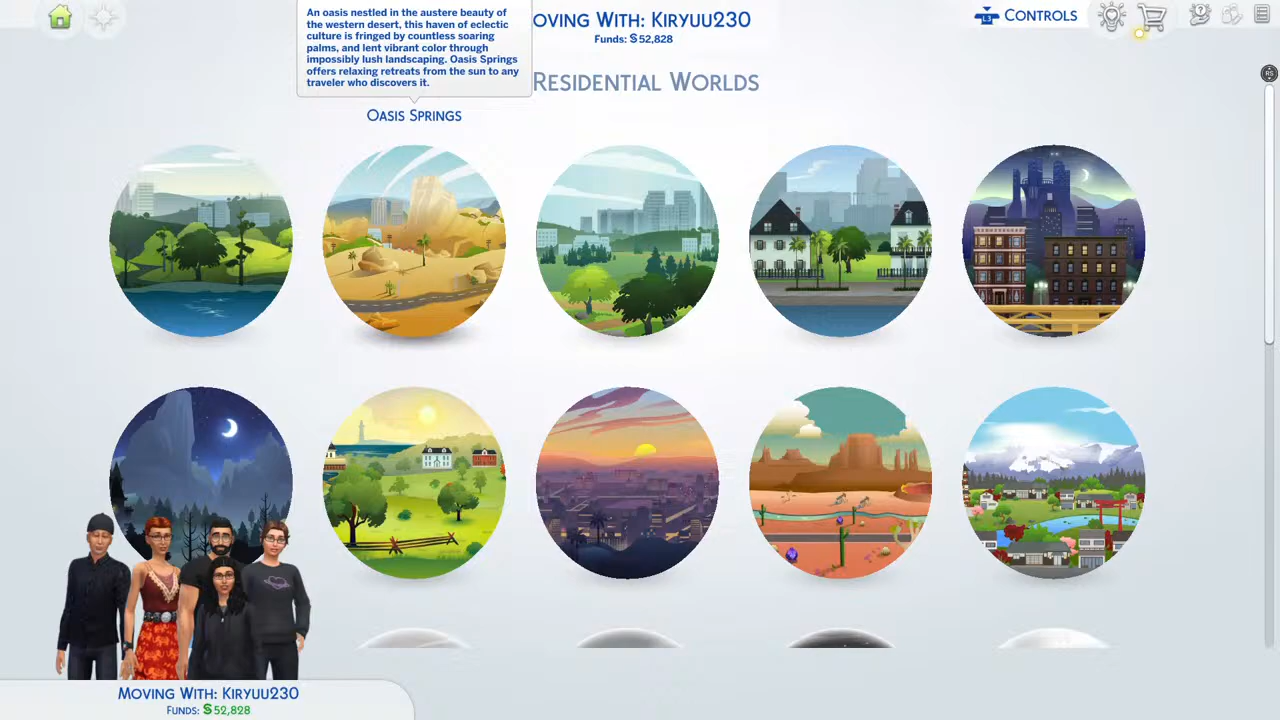 An oasis nestled in the austere beauty of
the western desert, this haven of eclectic
culture is fringed by countless soaring
palms, and lent vibrant color through
impossibly lush landscaping. Oasis Springs
offers relaxing retreats from the sun to any
traveler who discovers it.
OVING WITH: KIRYUU230
Funds: §52,828
L3 CONTROLS
RESIDENTIAL WORLDS
RS
OASIS SPRINGS
MOVING WITH: KIRYUU230
FUNDS: §52,828